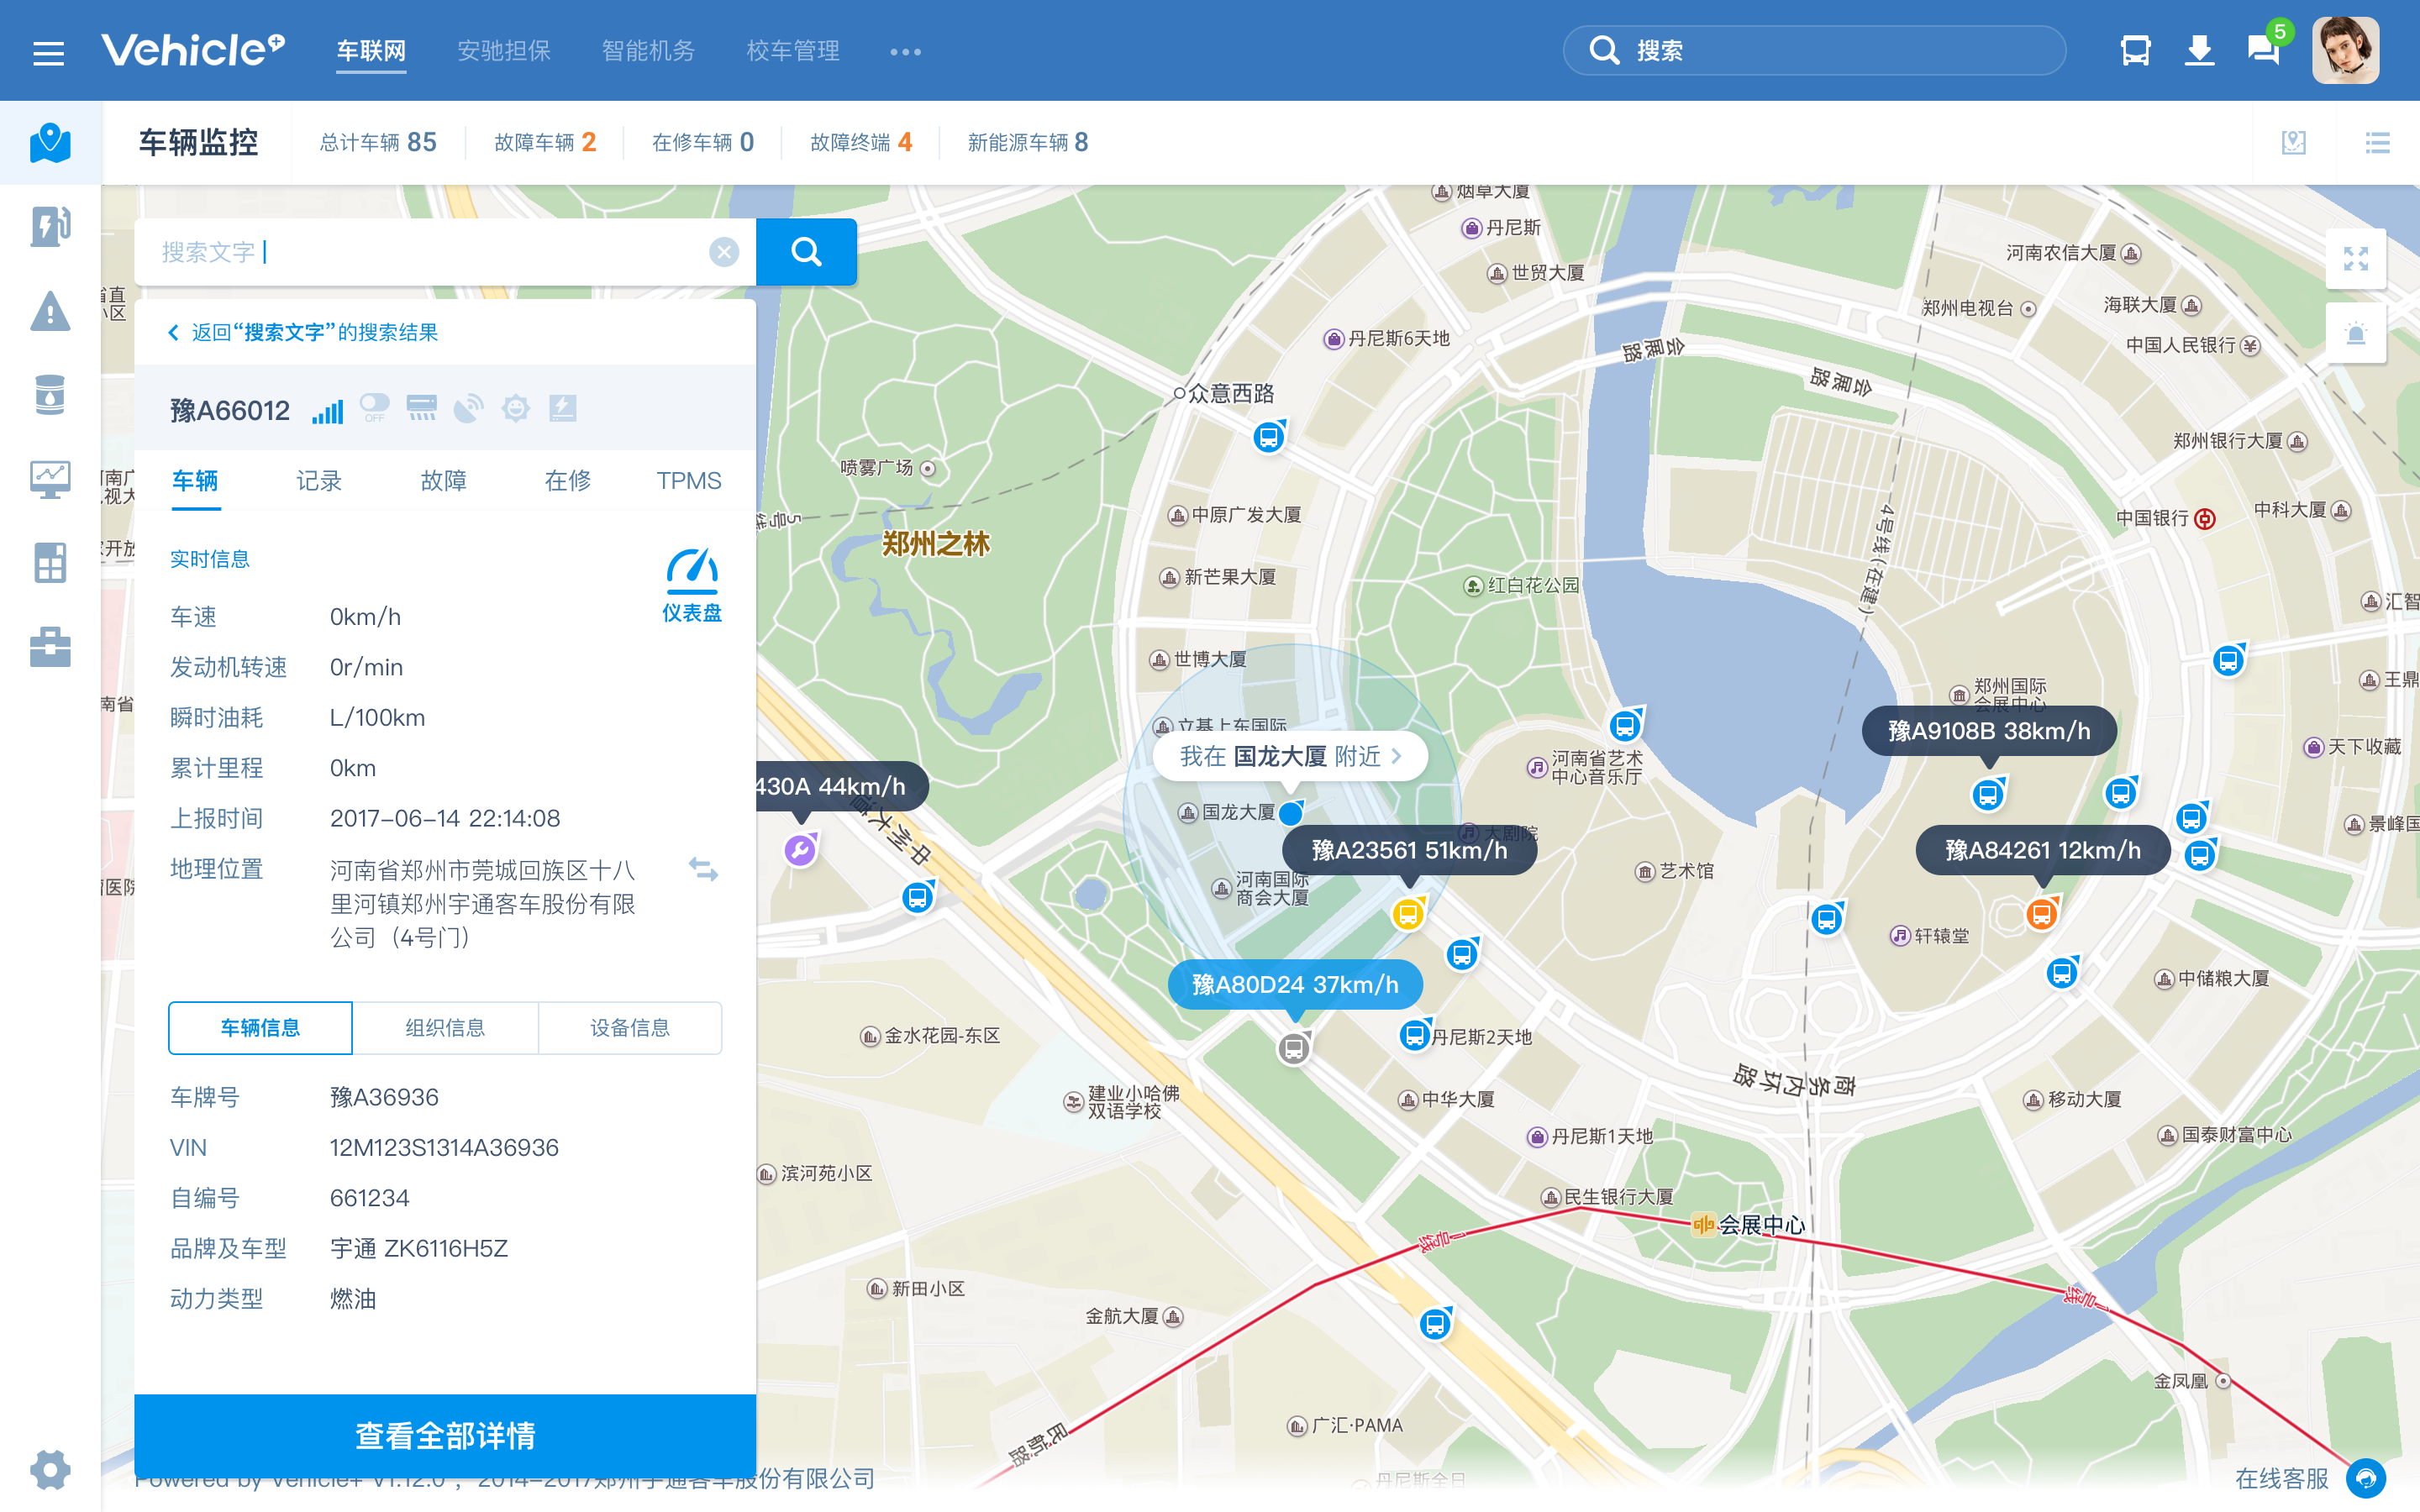 Vehicle+
车联网
安驰担保
智能机务
校车管理
搜索
5
车辆监控
总计车辆 85
故障车辆 2
在修车辆 0
故障终端 4
新能源车辆 8
搜索文字
返回“搜索文字”的搜索结果
豫A66012
OFF
车辆
记录
故障
在修
TPMS
实时信息
仪表盘
车速 0km/h
发动机转速 0r/min
瞬时油耗 L/100km
累计里程 0km
上报时间 2017-06-14 22:14:08
地理位置 河南省郑州市莞城回族区十八
里河镇郑州宇通客车股份有限
公司（4号门）
车辆信息
组织信息
设备信息
车牌号 豫A36936
VIN 12M123S1314A36936
自编号 661234
品牌及车型 宇通 ZK6116H5Z
动力类型 燃油
查看全部详情
Powered by Vehicle+ V1.12.0 , 2014-2017郑州宇通客车股份有限公司
烟草大厦
丹尼斯
世贸大厦
丹尼斯6天地
众意西路
喷雾广场
5号线
郑州之林
中原广发大厦
新芒果大厦
红白花公园
世博大厦
立基上东国际
我在 国龙大厦 附近
国龙大厦
430A 44km/h
大剧院
豫A23561 51km/h
河南国际
商会大厦
豫A80D24 37km/h
丹尼斯2天地
金水花园-东区
建业小哈佛
双语学校
中华大厦
丹尼斯1天地
滨河苑小区
民生银行大厦
会展中心
1号线
新田小区
金航大厦
民航路
广汇·PAMA
丹尼斯全日
会展路
会展路
河南农信大厦
郑州电视台
海联大厦
中国人民银行
郑州银行大厦
中国银行
中科大厦
4号线(在建)
汇智
王鼎
郑州国际
会展中心
豫A9108B 38km/h
天下收藏
河南省艺术
中心音乐厅
景峰国
豫A84261 12km/h
艺术馆
轩辕堂
中储粮大厦
商务内环路
移动大厦
国泰财富中心
1号线
金凤凰
在线客服